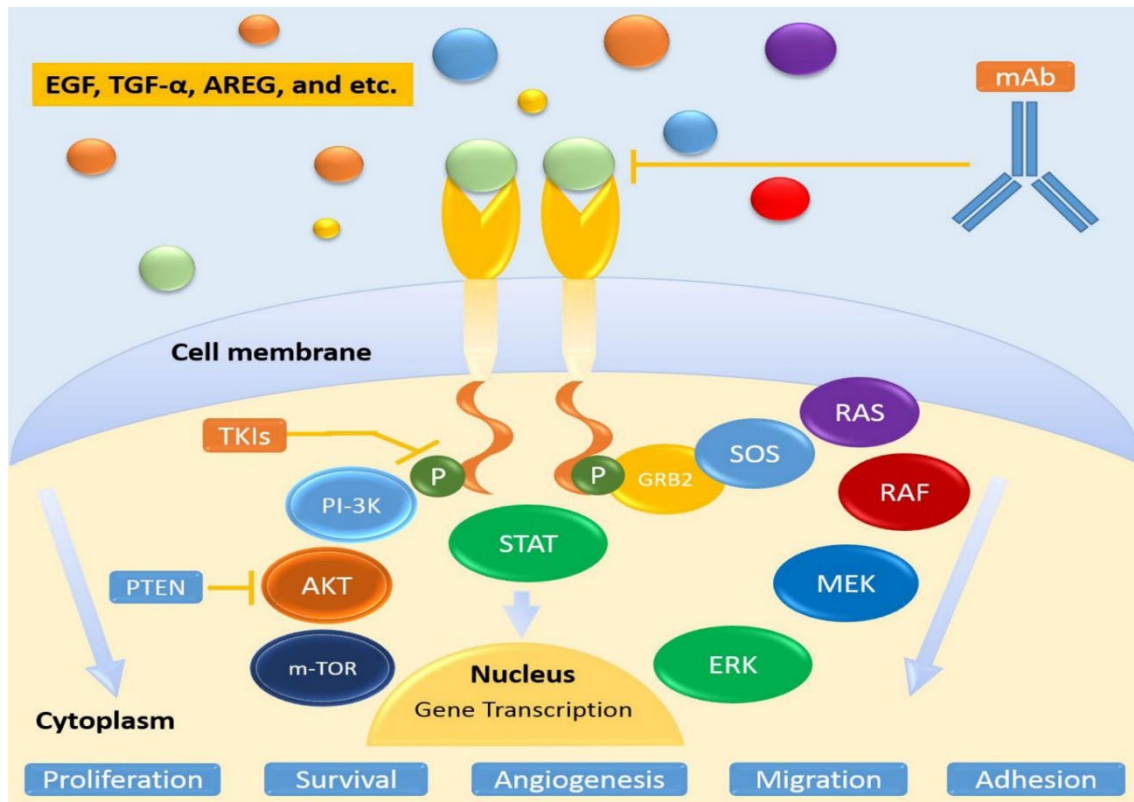 EGF, TGF-α, AREG, and etc.
mAb
Cell membrane
TKIs
P
P
GRB2
SOS
RAS
PI-3K
RAF
STAT
PTEN
AKT
MEK
m-TOR
Nucleus
Gene Transcription
ERK
Cytoplasm
Proliferation
Survival
Angiogenesis
Migration
Adhesion